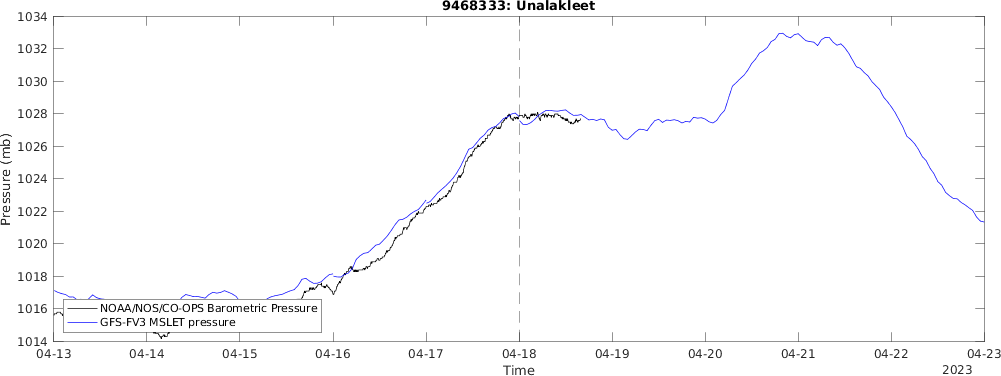 9468333: Unalakleet
1034
1032
1030
1028
1026
1024
1022
1020
1018
1016
1014
Pressure (mb)
NOAA/NOS/CO-OPS Barometric Pressure
GFS-FV3 MSLET pressure
04-13 04-14 04-15 04-16 04-17 04-18 04-19 04-20 04-21 04-22 04-23
Time
2023